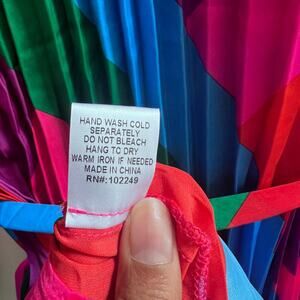 HAND WASH COLD
SEPARATELY
DO NOT BLEACH
HANG TO DRY
WARM IRON IF NEEDED
MADE IN CHINA
RN#:102249